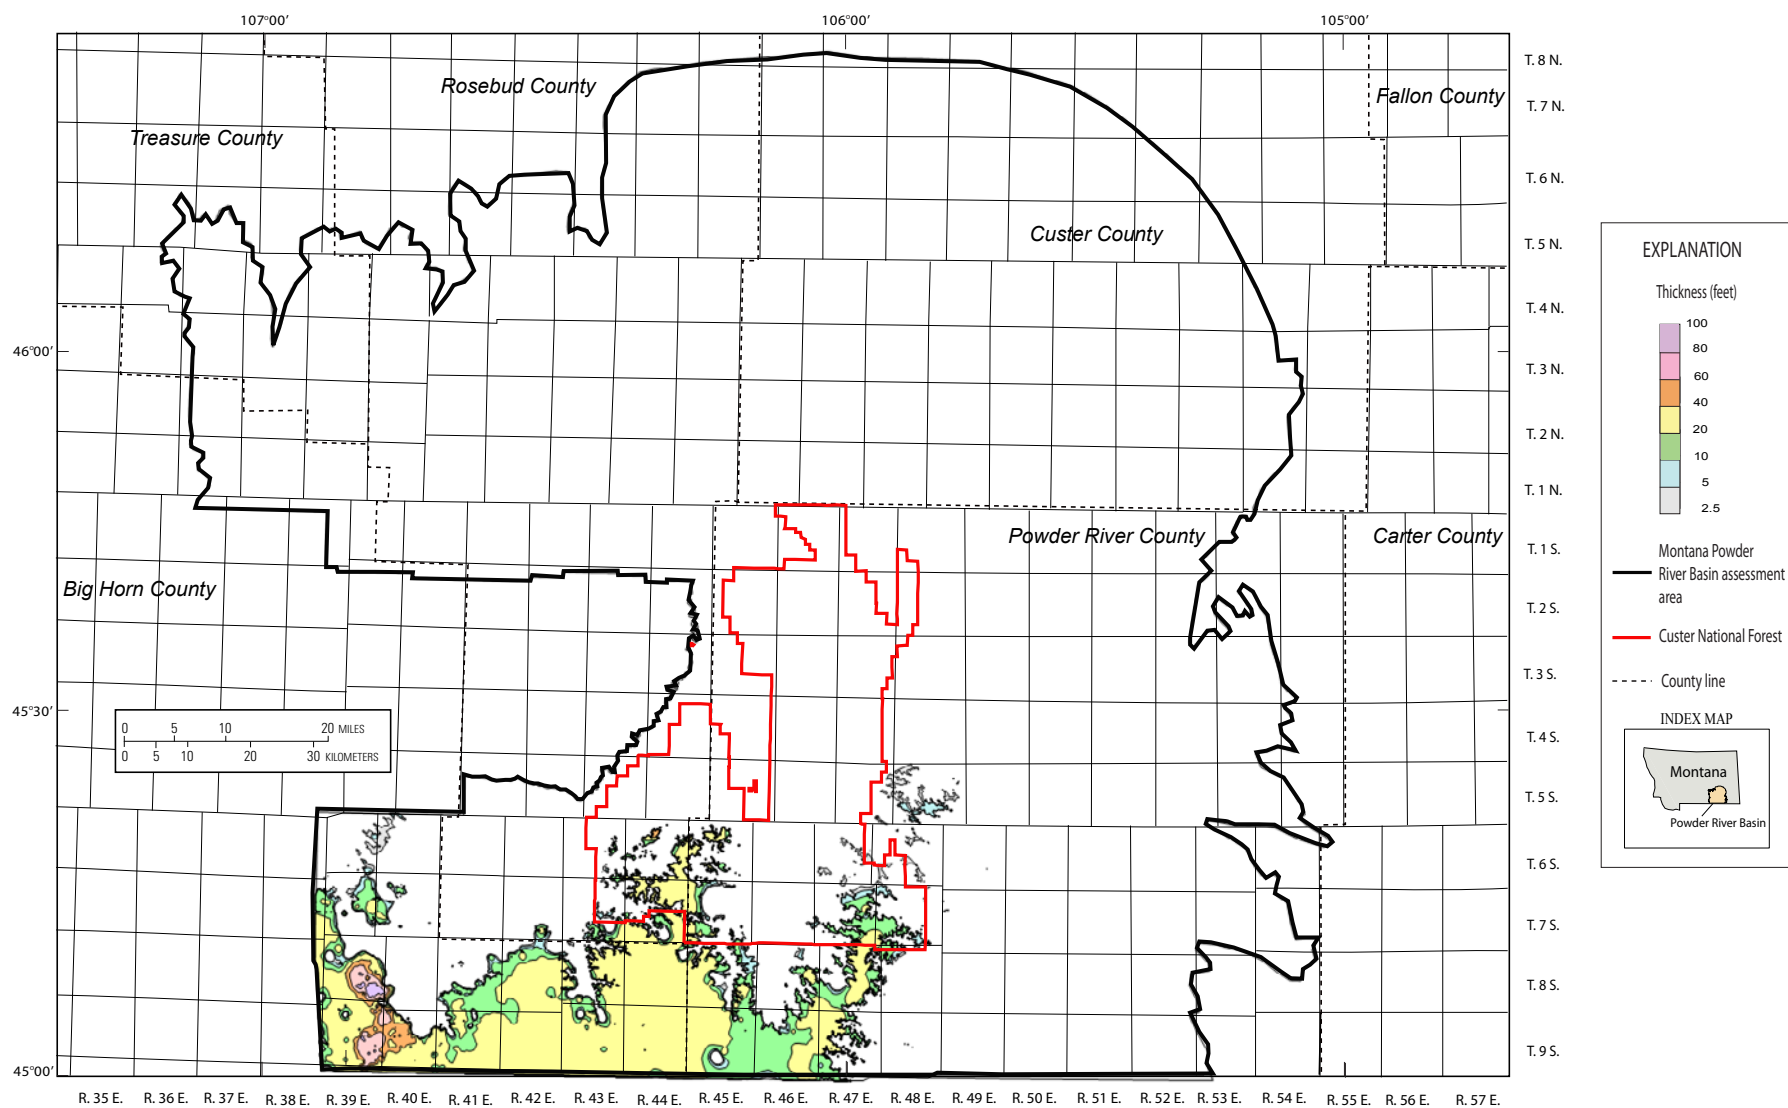 107°00′ 106°00′ 105°00′
Rosebud County
Treasure County
Fallon County
Custer County
Powder River County
Carter County
Big Horn County
46°00′
45°30′
45°00′
T. 8 N.
T. 7 N.
T. 6 N.
T. 5 N.
T. 4 N.
T. 3 N.
T. 2 N.
T. 1 N.
T. 1 S.
T. 2 S.
T. 3 S.
T. 4 S.
T. 5 S.
T. 6 S.
T. 7 S.
T. 8 S.
T. 9 S.
0 5 10 20 MILES
0 5 10 20 30 KILOMETERS
R. 35 E. R. 36 E. R. 37 E. R. 38 E. R. 39 E. R. 40 E. R. 41 E. R. 42 E. R. 43 E. R. 44 E. R. 45 E. R. 46 E. R. 47 E. R. 48 E. R. 49 E. R. 50 E. R. 51 E. R. 52 E. R. 53 E. R. 54 E. R. 55 E. R. 56 E. R. 57 E.
EXPLANATION
Thickness (feet)
100
80
60
40
20
10
5
2.5
Montana Powder
River Basin assessment
area
Custer National Forest
County line
INDEX MAP
Montana
Powder River Basin